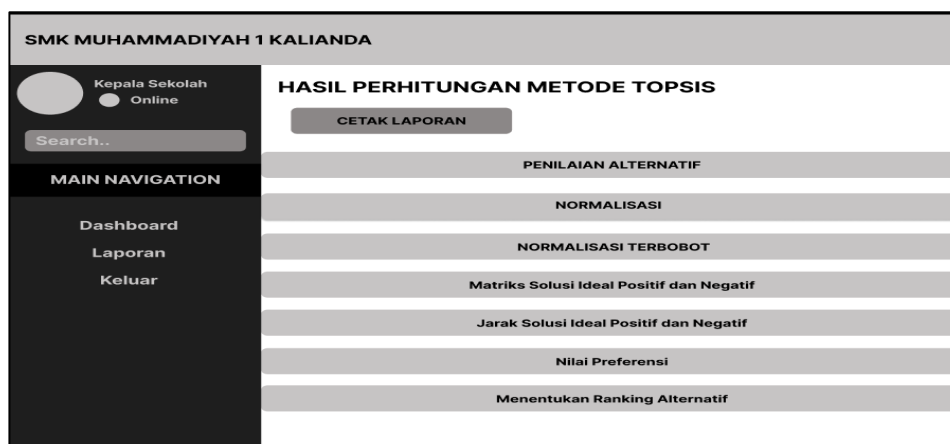 SMK MUHAMMADIYAH 1 KALIANDA
Kepala Sekolah
Online
Search..
MAIN NAVIGATION
Dashboard
Laporan
Keluar
HASIL PERHITUNGAN METODE TOPSIS
CETAK LAPORAN
PENILAIAN ALTERNATIF
NORMALISASI
NORMALISASI TERBOBOT
Matriks Solusi Ideal Positif dan Negatif
Jarak Solusi Ideal Positif dan Negatif
Nilai Preferensi
Menentukan Ranking Alternatif